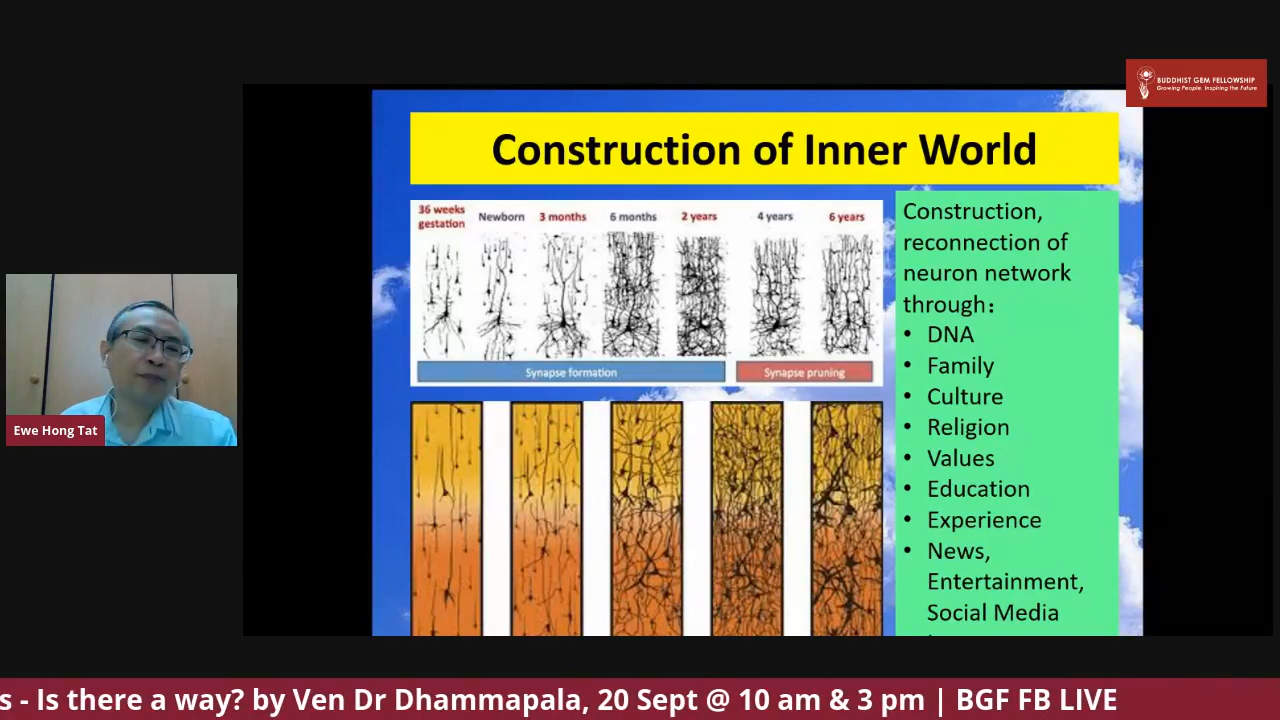 BUDDHIST GEM FELLOWSHIP
Growing People. Inspiring the Future
Construction of Inner World
36 weeks gestation
Newborn
3 months
6 months
2 years
4 years
6 years
Synapse formation
Synapse pruning
Construction,
reconnection of
neuron network
through：
• DNA
• Family
• Culture
• Religion
• Values
• Education
• Experience
• News,
Entertainment,
Social Media
Ewe Hong Tat
s - Is there a way? by Ven Dr Dhammapala, 20 Sept @ 10 am & 3 pm | BGF FB LIVE